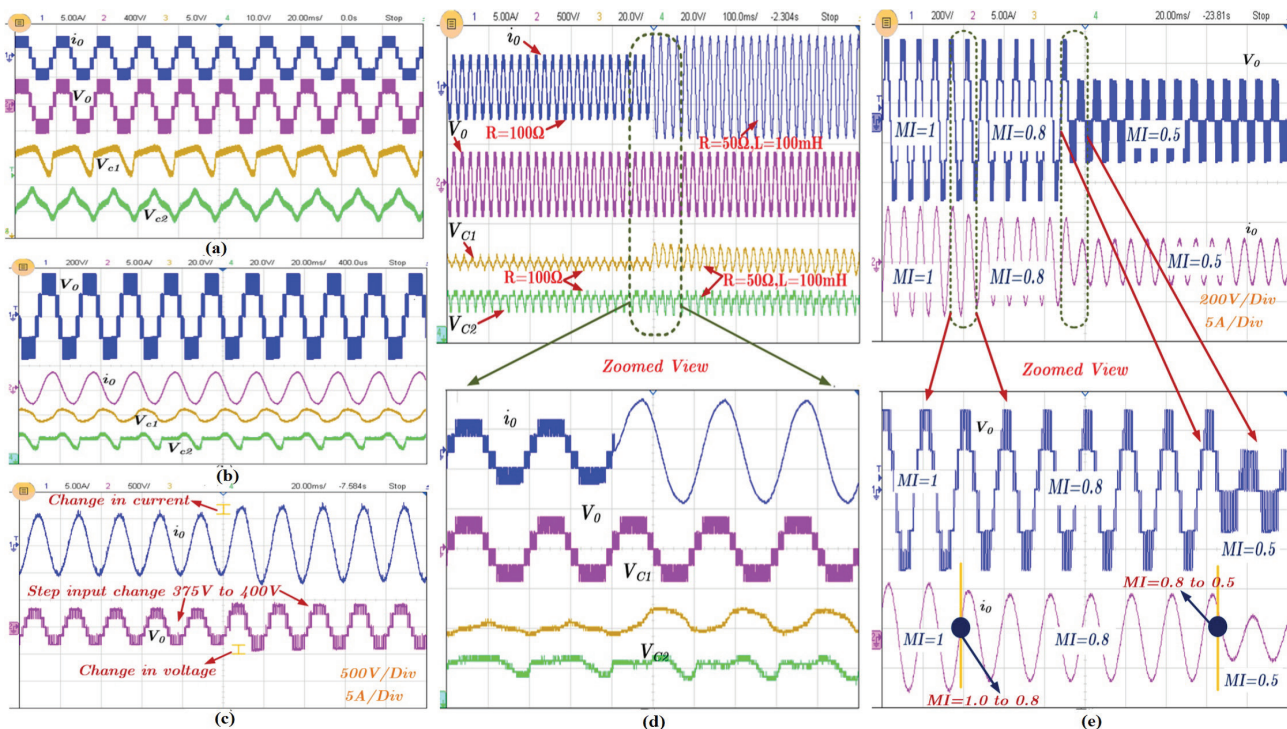 1 5.00A/ 2 400V/ 3 5.0V/ 4 10.0V/ 20.00ms/ 0.0s Stop
i0
V0
Vc1
Vc2
(a)
1 200V/ 2 5.00A/ 3 20.0V/ 4 20.0V/ 20.00ms/ 400.0us Stop
V0
i0
Vc1
Vc2
(b)
1 5.00A/ 2 500V/ 3 4 20.00ms/ -7.584s Stop
Change in current
i0
Step input change 375V to 400V
V0
Change in voltage
500V/Div
5A/Div
(c)
1 5.00A/ 2 500V/ 3 20.0V/ 4 20.0V/ 100.0ms/ -2.304s Stop
i0
R=100Ω
V0
R=50Ω,L=100mH
VC1
R=100Ω
R=50Ω,L=100mH
VC2
Zoomed View
i0
V0
VC1
VC2
(d)
1 200V/ 2 5.00A/ 3 4 20.00ms/ -23.81s Stop
V0
MI=1
MI=0.8
MI=0.5
i0
MI=1
MI=0.8
MI=0.5
200V/Div
5A/Div
Zoomed View
V0
MI=1
MI=0.8
MI=0.5
MI=0.8 to 0.5
i0
MI=1
MI=0.8
MI=0.5
MI=1.0 to 0.8
(e)